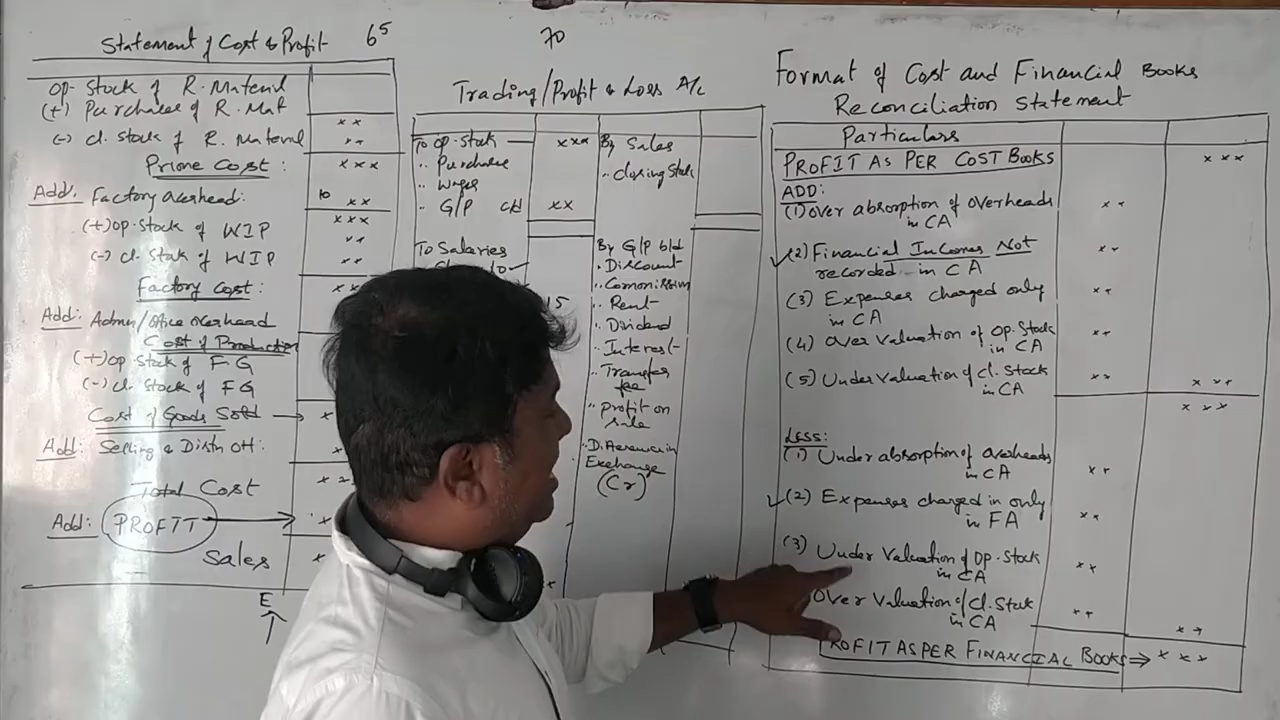 Statement of Cost & Profit 65
Op- Stock of R. Material
(+) Purchases of R. Mat
x x
(-) Cl. Stock of R. Material
Prime Cost: x x x
Add: Factory overhead: 10 x x
x x x
(+) Op. Stock of WIP
(-) Cl. Stock of WIP x x
Factory Cost:
Add: Admn/Office overhead
Cost of Production
(+) Op Stock of F G
(-) Cl. Stock of F G
Cost of Goods Sold → x
Add: Selling & Distn OH:
Total Cost
Add: PROFIT →
Sales
E
↑
70
Trading/Profit & Loss A/c
To Op. Stock — x x x By Sales
" Purchase " Closing Stock
" Wages
" G/P c/d x x
To Salaries By G/P b/d
" Discount
" Commission
15 " Rent
" Dividend
" Interest
" Transfer
fee
" Profit on
Sale
Exchange
(Cr)
Format of Cost and Financial Books
Reconciliation Statement
Particulars
PROFIT AS PER COST BOOKS x x x
ADD:
(1) Over absorption of overheads
in CA x x
✓(2) Financial Incomes Not
recorded in CA x x
(3) Expenses charged only
in CA x x
(4) Over Valuation of Op. Stock
in CA x x
(5) Under Valuation of Cl. Stock
in CA x x x x x
x x x
LESS:
(1) Under absorption of overheads
in CA x x
✓(2) Expenses charged in only
in FA x x
(3) Under Valuation of Op. Stock
in CA x x
Over Valuation of Cl. Stock
in CA x x x x
PROFIT AS PER FINANCIAL BOOKS ⇒ x x x